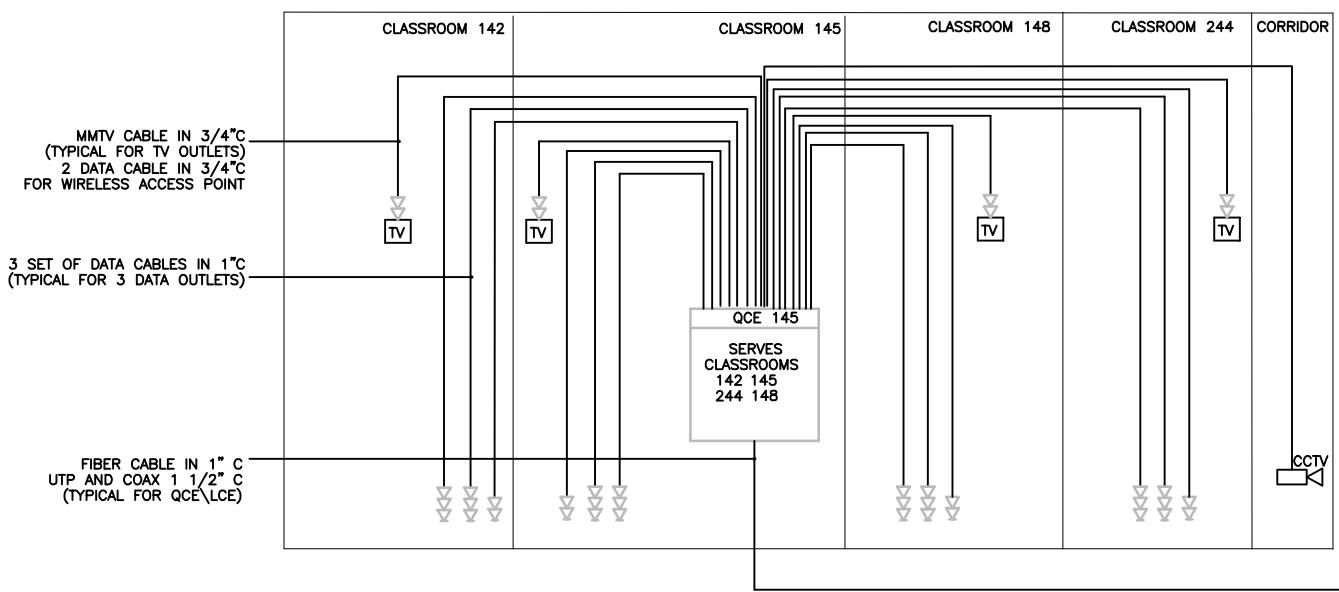 CLASSROOM 142
CLASSROOM 145
CLASSROOM 148
CLASSROOM 244
CORRIDOR
MMTV CABLE IN 3/4"C
(TYPICAL FOR TV OUTLETS)
2 DATA CABLE IN 3/4"C
FOR WIRELESS ACCESS POINT
TV
TV
TV
TV
3 SET OF DATA CABLES IN 1"C
(TYPICAL FOR 3 DATA OUTLETS)
QCE 145
SERVES
CLASSROOMS
142 145
244 148
FIBER CABLE IN 1" C
UTP AND COAX 1 1/2" C
(TYPICAL FOR QCE\LCE)
CCTV